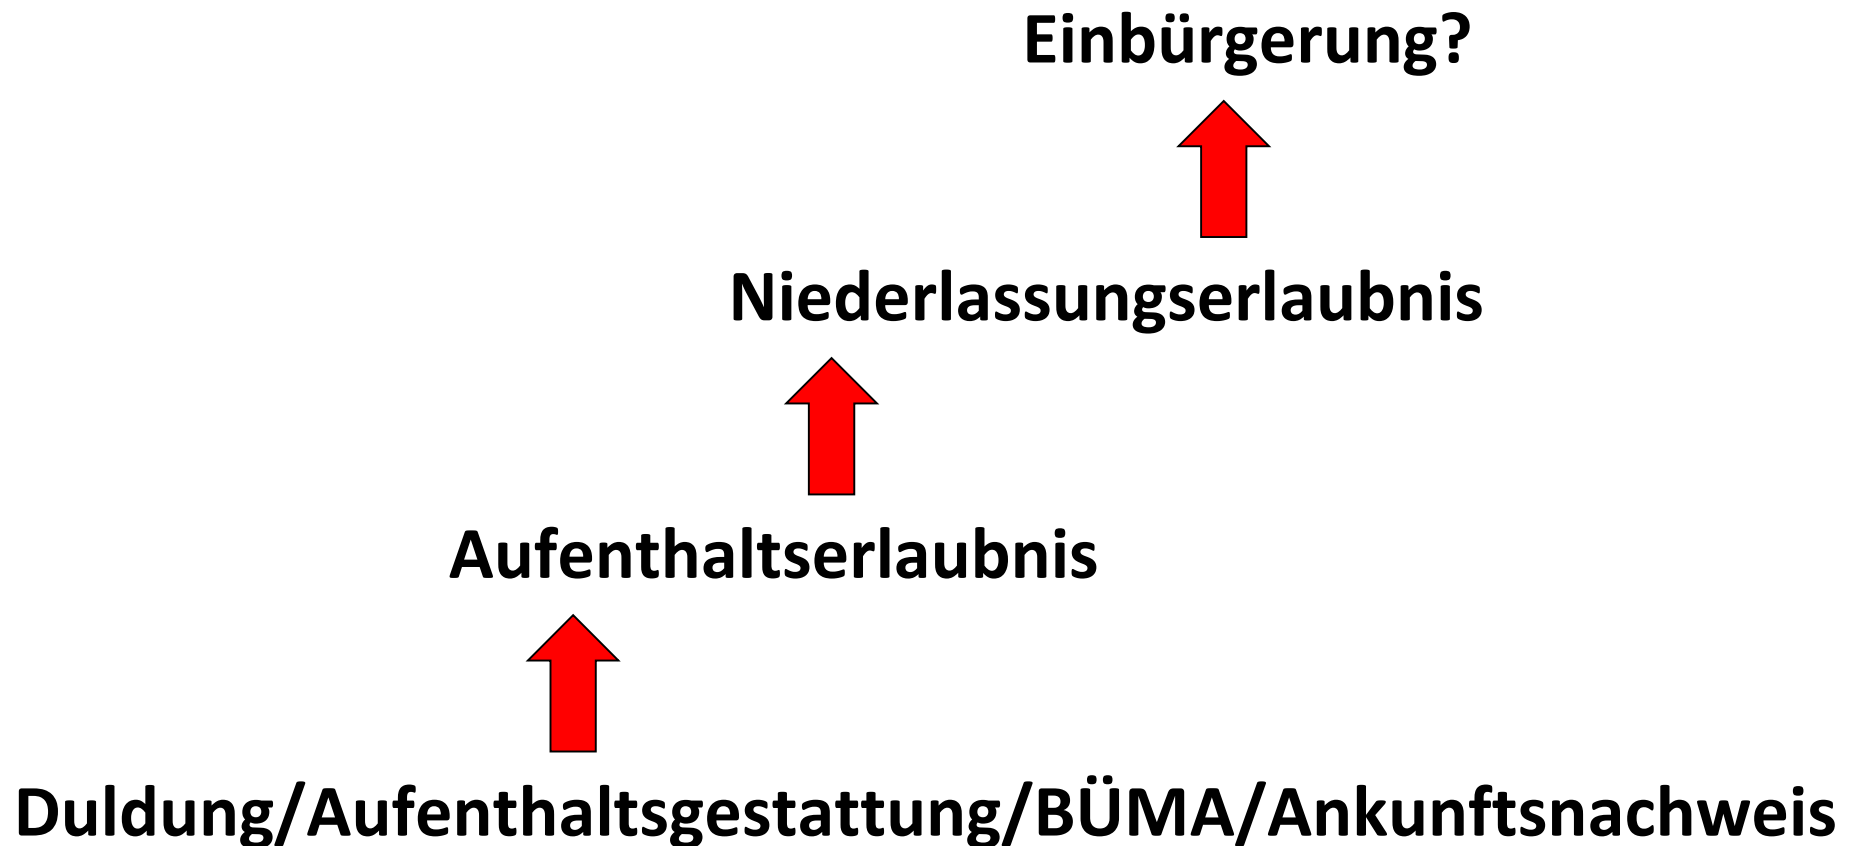 Einbürgerung?
Niederlassungserlaubnis
Aufenthaltserlaubnis
Duldung/Aufenthaltsgestattung/BÜMA/Ankunftsnachweis